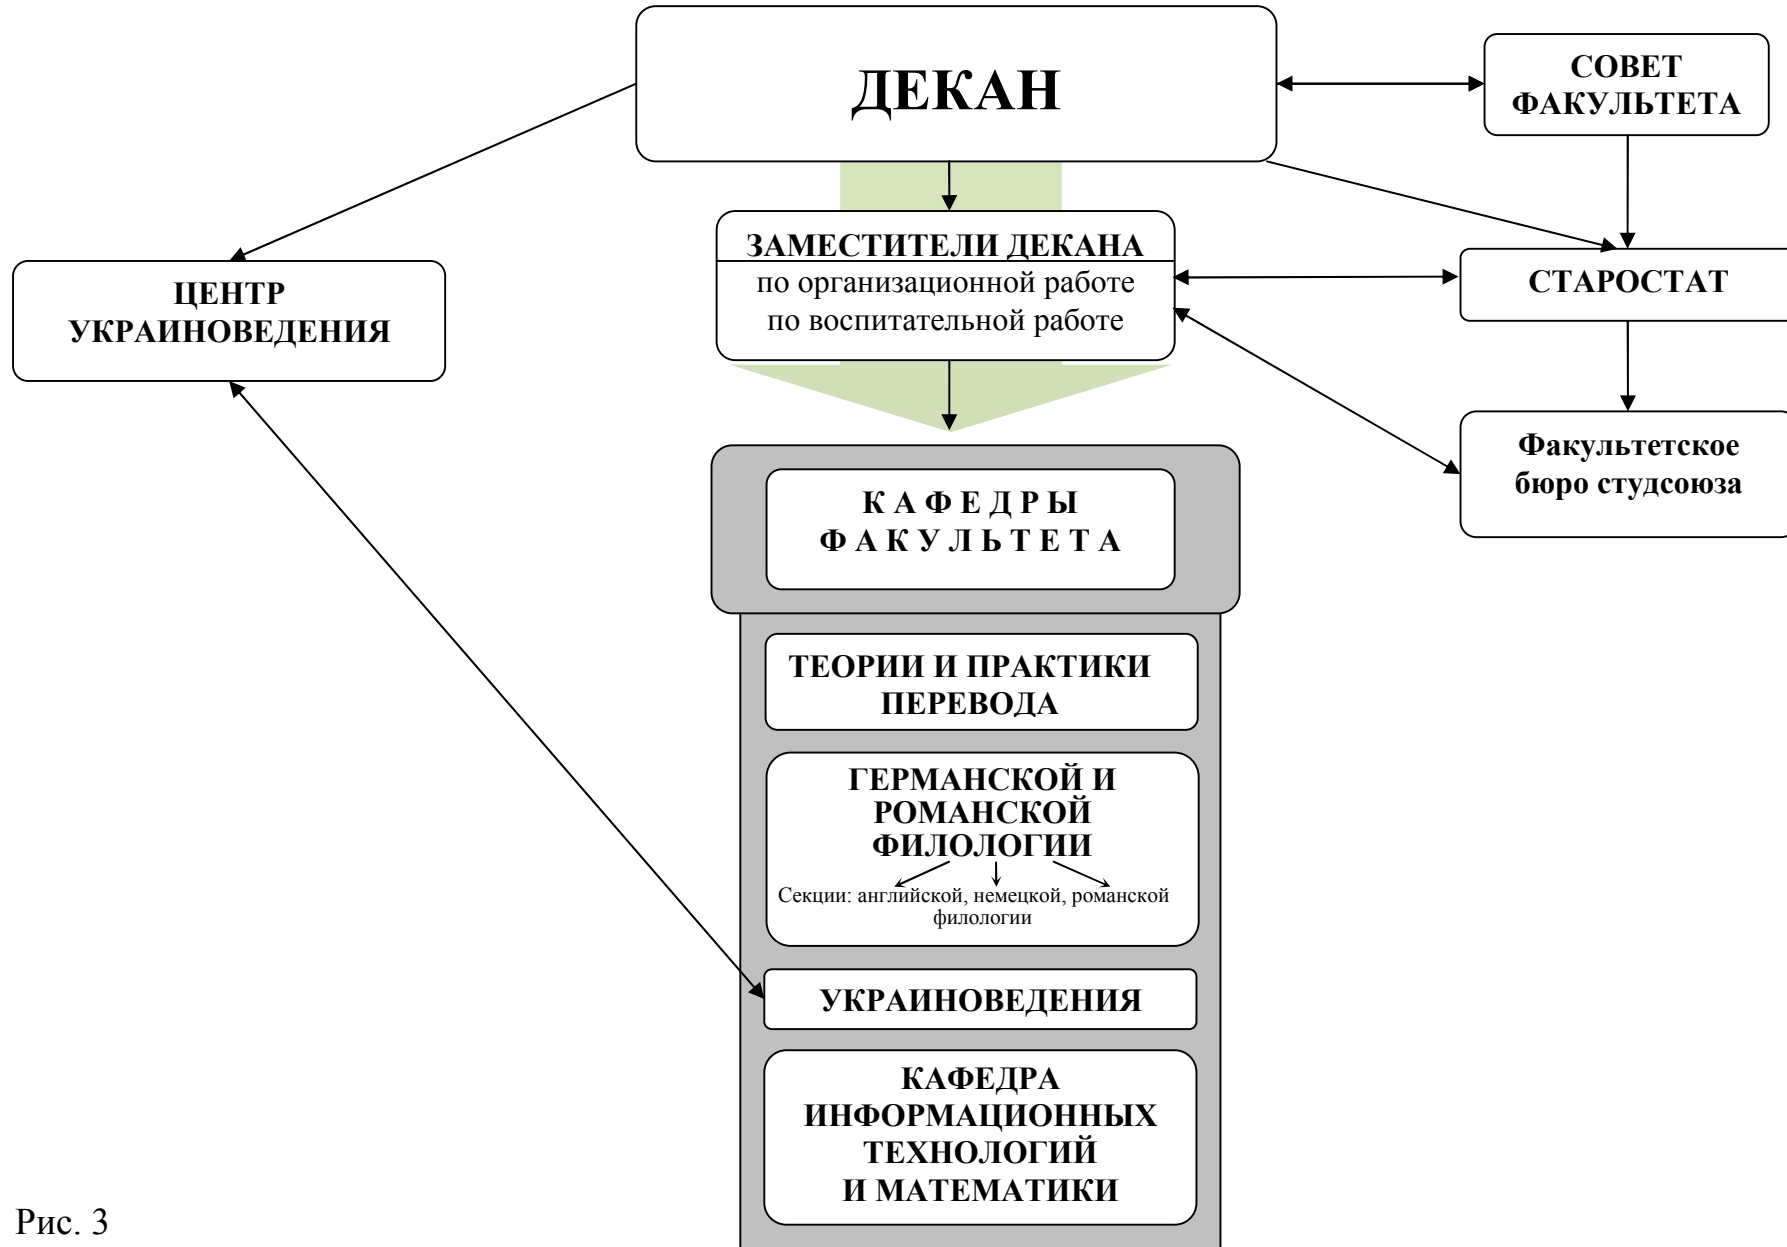 ДЕКАН
СОВЕТ
ФАКУЛЬТЕТА
ЗАМЕСТИТЕЛИ ДЕКАНА
по организационной работе
по воспитательной работе
ЦЕНТР
УКРАИНОВЕДЕНИЯ
СТАРОСТАТ
Факультетское
бюро студсоюза
К А Ф Е Д Р Ы
Ф А К У Л Ь Т Е Т А
ТЕОРИИ И ПРАКТИКИ
ПЕРЕВОДА
ГЕРМАНСКОЙ И
РОМАНСКОЙ
ФИЛОЛОГИИ
Секции: английской, немецкой, романской
филологии
УКРАИНОВЕДЕНИЯ
КАФЕДРА
ИНФОРМАЦИОННЫХ
ТЕХНОЛОГИЙ
И МАТЕМАТИКИ
Рис. 3